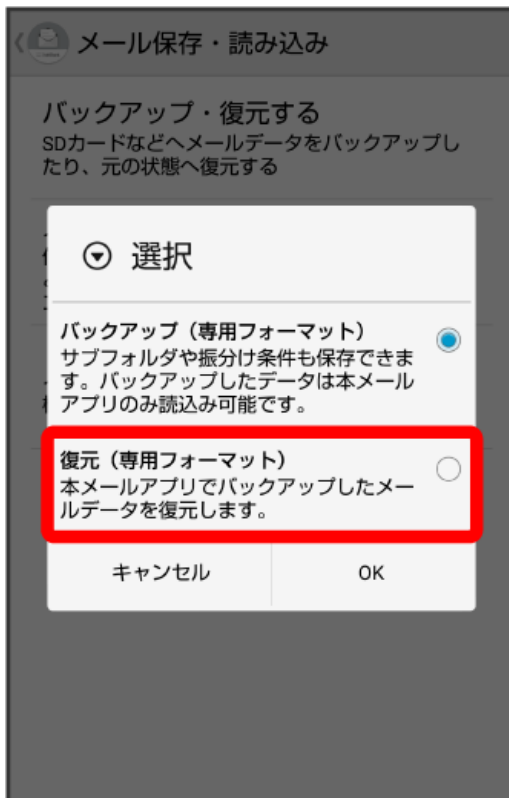 メール保存・読み込み
バックアップ・復元する
SDカードなどへメールデータをバックアップし
たり、元の状態へ復元する
選択
バックアップ（専用フォーマット）
サブフォルダや振分け条件も保存できま
す。バックアップしたデータは本メール
アプリのみ読込み可能です。
復元（専用フォーマット）
本メールアプリでバックアップしたメー
ルデータを復元します。
キャンセル
OK